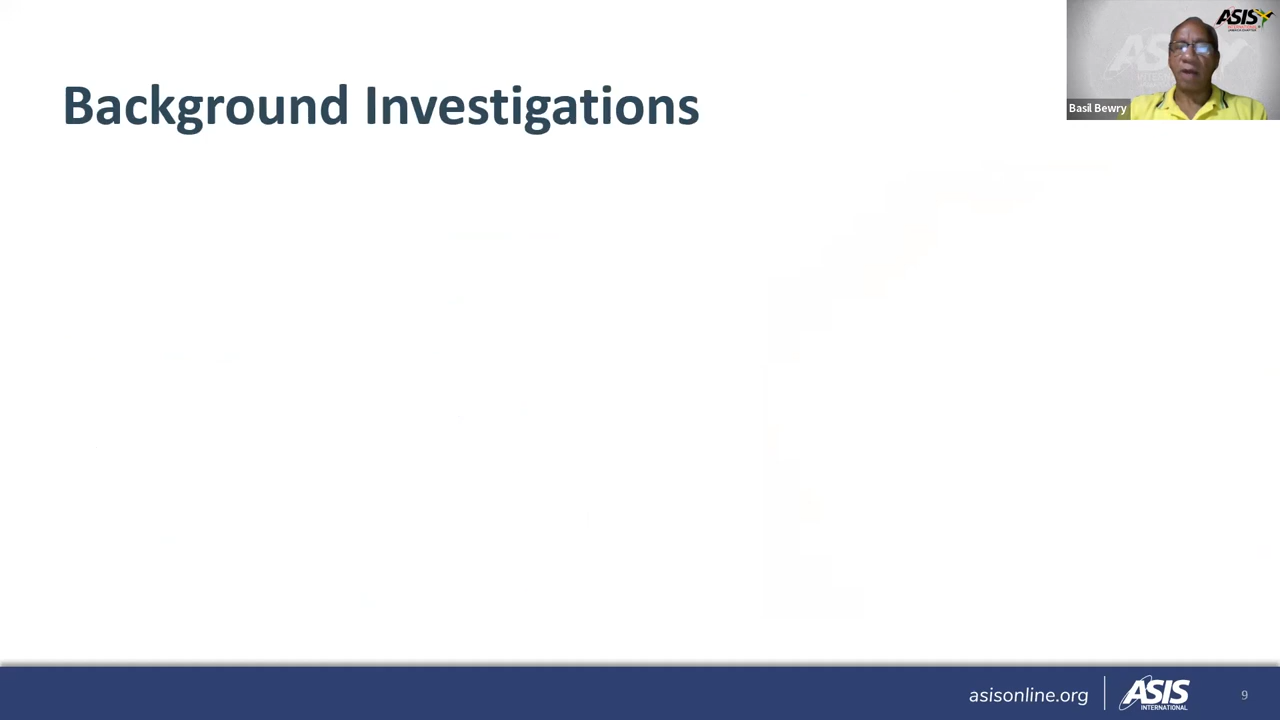 ASIS
Background Investigations
Basil Bewry
asisonline.org
ASIS
INTERNATIONAL
9